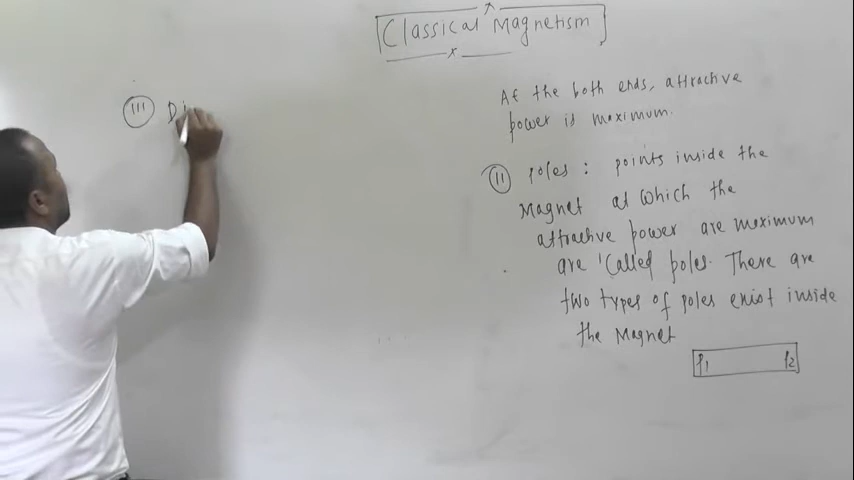 Classical Magnetism
At the both ends, attractive
power is maximum.
(II) poles : points inside the
Magnet at which the
attractive power are maximum
are called poles. There are
two types of poles exist inside
the Magnet
P1 P2
(III) Di